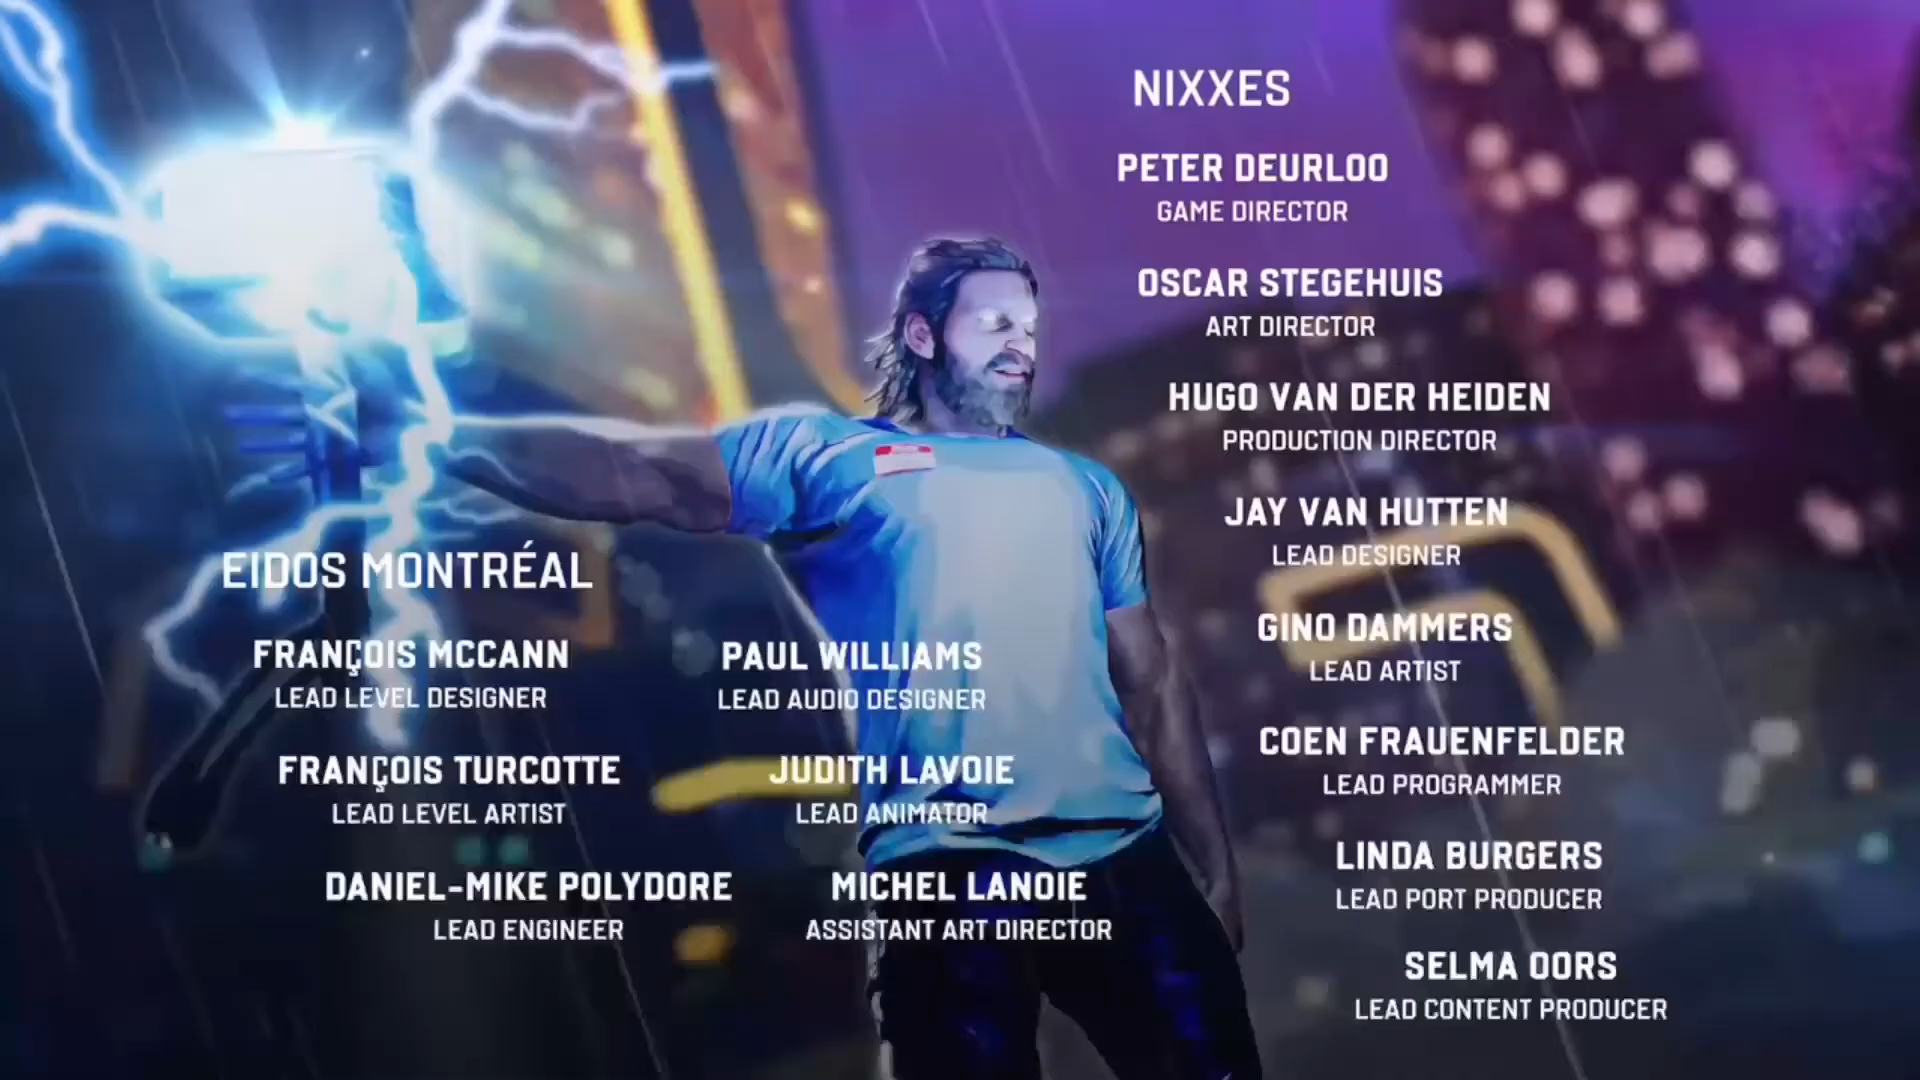 NIXXES
PETER DEURLOO
GAME DIRECTOR
OSCAR STEGEHUIS
ART DIRECTOR
HUGO VAN DER HEIDEN
PRODUCTION DIRECTOR
JAY VAN HUTTEN
LEAD DESIGNER
GINO DAMMERS
LEAD ARTIST
COEN FRAUENFELDER
LEAD PROGRAMMER
LINDA BURGERS
LEAD PORT PRODUCER
SELMA OORS
LEAD CONTENT PRODUCER
EIDOS MONTRÉAL
FRANÇOIS MCCANN
LEAD LEVEL DESIGNER
FRANÇOIS TURCOTTE
LEAD LEVEL ARTIST
DANIEL-MIKE POLYDORE
LEAD ENGINEER
PAUL WILLIAMS
LEAD AUDIO DESIGNER
JUDITH LAVOIE
LEAD ANIMATOR
MICHEL LANOIE
ASSISTANT ART DIRECTOR